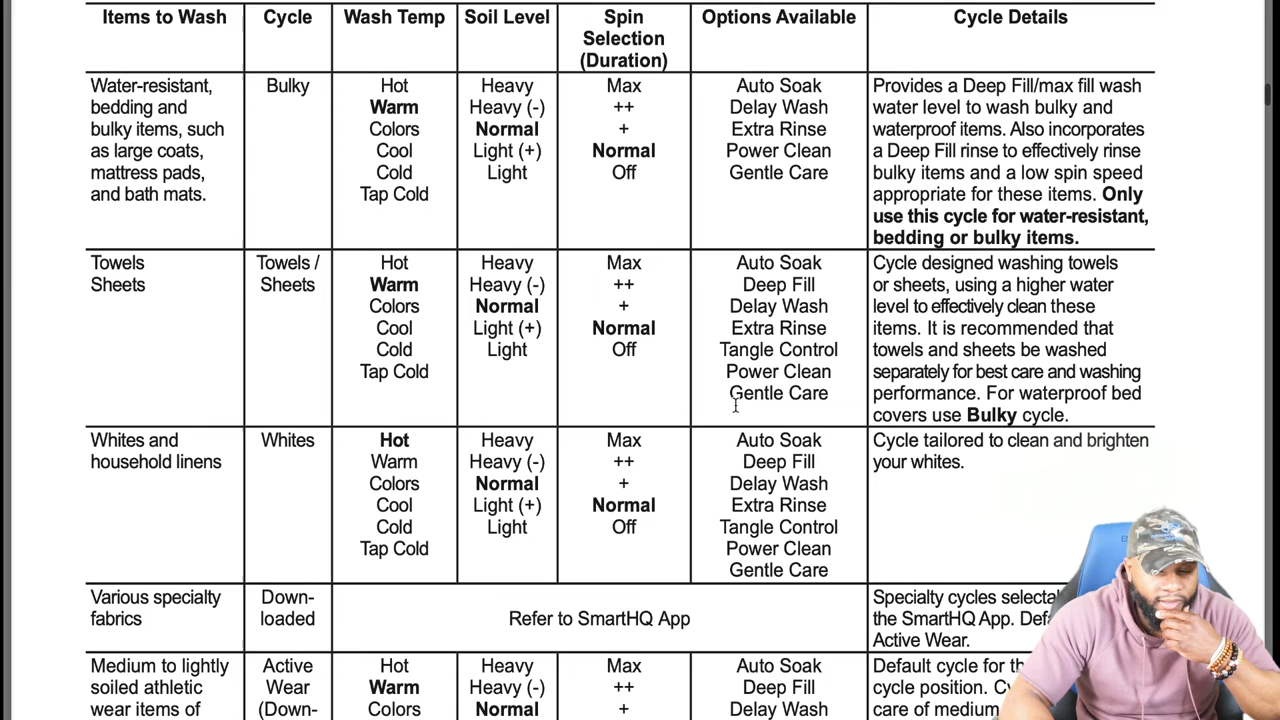 Items to Wash
Cycle
Wash Temp
Soil Level
Spin
Selection
(Duration)
Options Available
Cycle Details
Water-resistant,
bedding and
bulky items, such
as large coats,
mattress pads,
and bath mats.
Bulky
Hot
Warm
Colors
Cool
Cold
Tap Cold
Heavy
Heavy (-)
Normal
Light (+)
Light
Max
++
+
Normal
Off
Auto Soak
Delay Wash
Extra Rinse
Power Clean
Gentle Care
Provides a Deep Fill/max fill wash
water level to wash bulky and
waterproof items. Also incorporates
a Deep Fill rinse to effectively rinse
bulky items and a low spin speed
appropriate for these items. Only
use this cycle for water-resistant,
bedding or bulky items.
Towels
Sheets
Towels /
Sheets
Hot
Warm
Colors
Cool
Cold
Tap Cold
Heavy
Heavy (-)
Normal
Light (+)
Light
Max
++
+
Normal
Off
Auto Soak
Deep Fill
Delay Wash
Extra Rinse
Tangle Control
Power Clean
Gentle Care
Cycle designed washing towels
or sheets, using a higher water
level to effectively clean these
items. It is recommended that
towels and sheets be washed
separately for best care and washing
performance. For waterproof bed
covers use Bulky cycle.
Whites and
household linens
Whites
Hot
Warm
Colors
Cool
Cold
Tap Cold
Heavy
Heavy (-)
Normal
Light (+)
Light
Max
++
+
Normal
Off
Auto Soak
Deep Fill
Delay Wash
Extra Rinse
Tangle Control
Power Clean
Gentle Care
Cycle tailored to clean and brighten
your whites.
Various specialty
fabrics
Down-
loaded
Refer to SmartHQ App
Specialty cycles
the SmartHQ App.
Active Wear.
Medium to lightly
soiled athletic
wear items of
Active
Wear
(Down-
Hot
Warm
Colors
Heavy
Heavy (-)
Normal
Max
++
+
Auto Soak
Deep Fill
Delay Wash
Default cycle for
cycle position.
care of medium